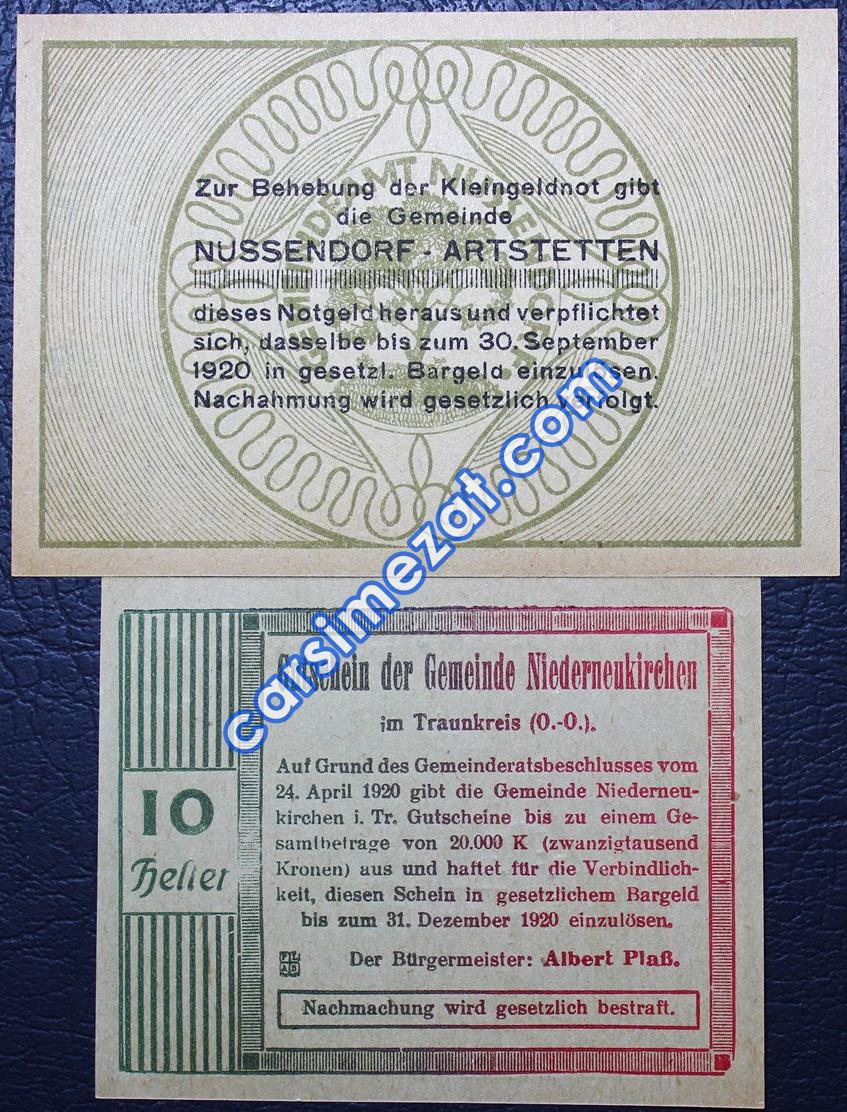 Zur Behebung der Kleingeldnot gibt
die Gemeinde
NUSSENDORF - ARTSTETTEN
dieses Notgeld heraus und verpflichtet
sich, dasselbe bis zum 30. September
1920 in gesetzl. Bargeld einzulösen.
Nachahmung wird gesetzlich verfolgt.
GEMEINDEAMT NUSSENDORF
carsimezat.com
Gutschein der Gemeinde Niederneukirchen
im Traunkreis (O.-Ö.).
Auf Grund des Gemeinderatsbeschlusses vom
24. April 1920 gibt die Gemeinde Niederneu-
kirchen i. Tr. Gutscheine bis zu einem Ge-
samtbetrage von 20.000 K (zwanzigtausend
Kronen) aus und haftet für die Verbindlich-
keit, diesen Schein in gesetzlichem Bargeld
bis zum 31. Dezember 1920 einzulösen.
10
Heller
Der Bürgermeister: Albert Plaß.
Nachmachung wird gesetzlich bestraft.